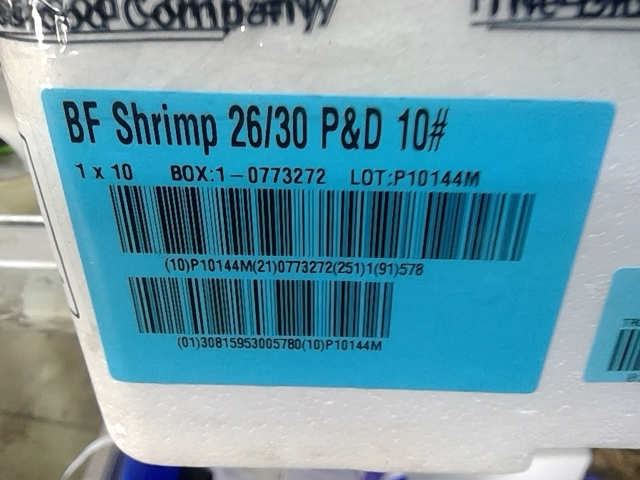 Company
BF Shrimp 26/30 P&D 10#
1 x 10 BOX:1-0773272 LOT:P10144M
(10)P10144M(21)0773272(251)1(91)578
(01)30815953005780(10)P10144M